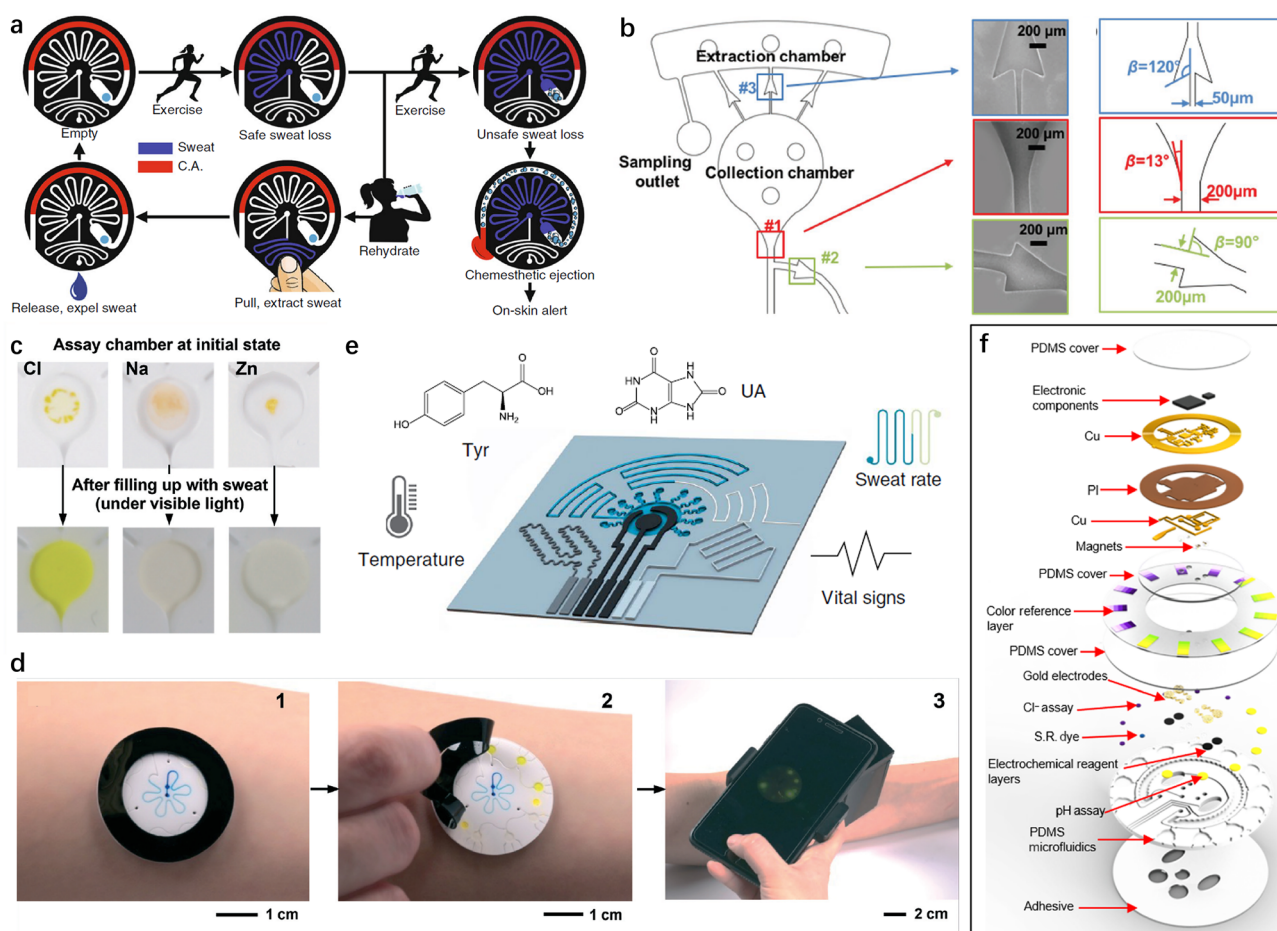 a
Empty
Exercise
Safe sweat loss
Exercise
Unsafe sweat loss
Sweat
C.A.
Release, expel sweat
Pull, extract sweat
Rehydrate
Chemesthetic ejection
On-skin alert
b
Extraction chamber
#3
Sampling
outlet
Collection chamber
#1
#2
200 μm
200 μm
200 μm
β=120°
50μm
β=13°
200μm
β=90°
200μm
c
Assay chamber at initial state
Cl
Na
Zn
After filling up with sweat
(under visible light)
d
1
1 cm
2
1 cm
3
2 cm
e
O
OH
NH2
HO
Tyr
O
H
N
HN
O
N
H
N
H
O
UA
Temperature
Sweat rate
Vital signs
f
PDMS cover
Electronic
components
Cu
PI
Cu
Magnets
PDMS cover
Color reference
layer
PDMS cover
Gold electrodes
Cl⁻ assay
S.R. dye
Electrochemical reagent
layers
pH assay
PDMS
microfluidics
Adhesive